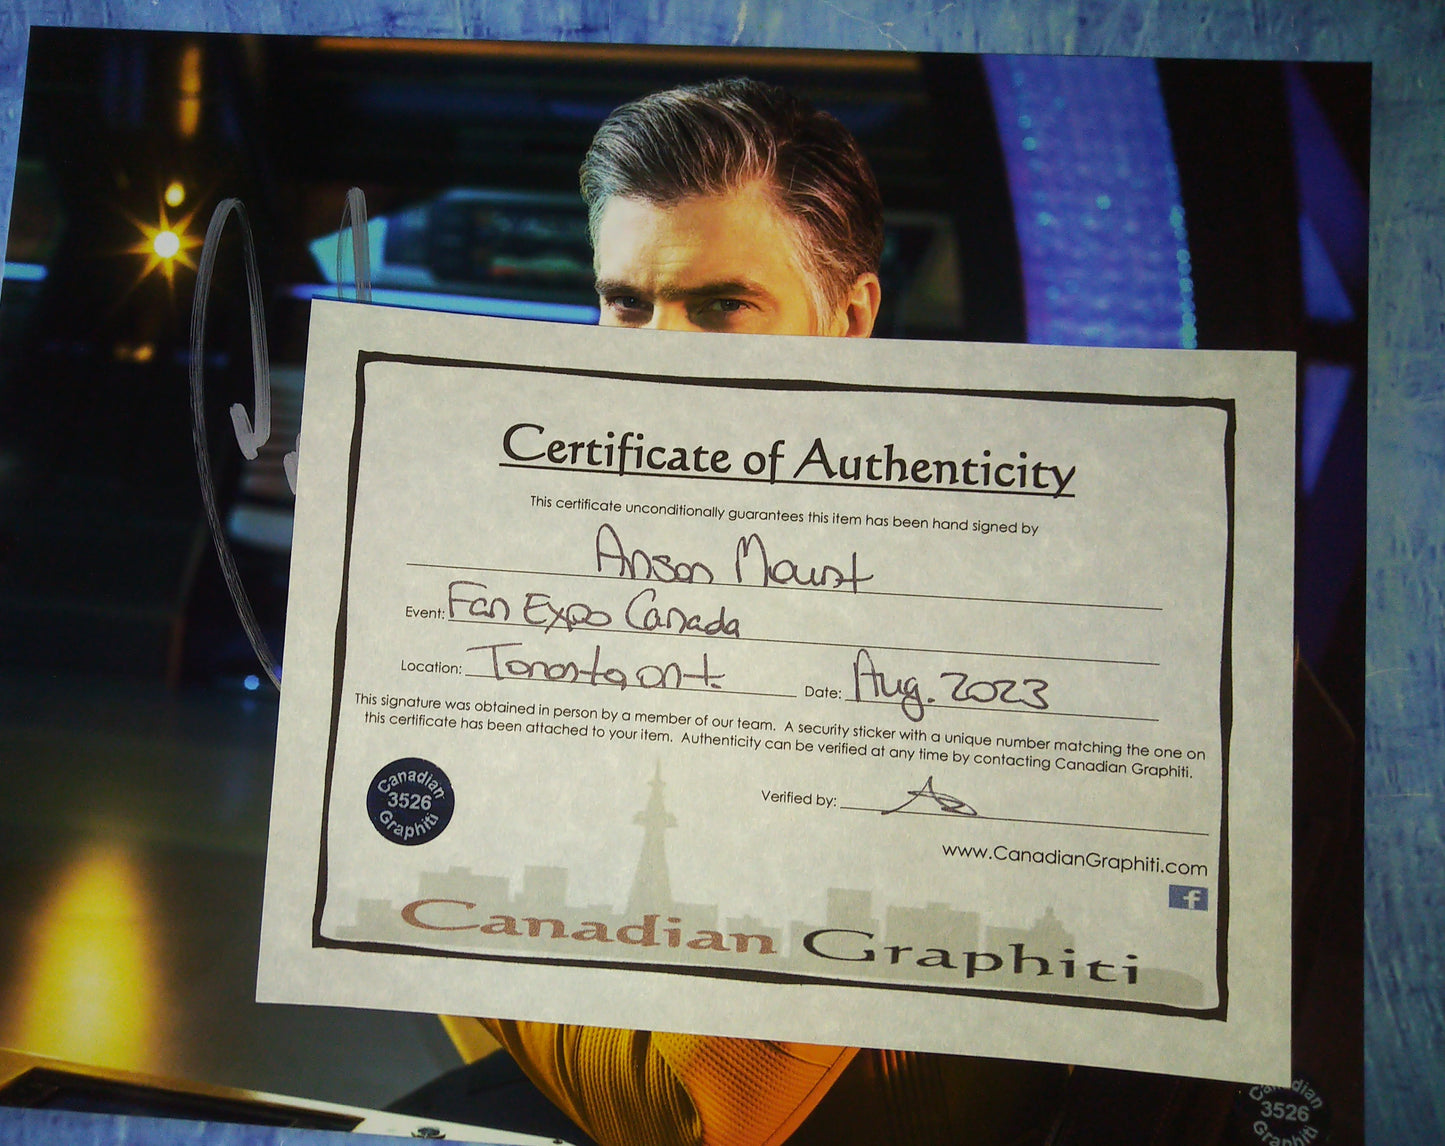 Certificate of Authenticity
This certificate unconditionally guarantees this item has been hand signed by
Anson Mount
Event: Fan Expo Canada
Location: Toronto, Ont. Date: Aug. 2023
This signature was obtained in person by a member of our team. A security sticker with a unique number matching the one on
this certificate has been attached to your item. Authenticity can be verified at any time by contacting Canadian Graphiti.
Canadian
3526
Graphiti
Verified by:
www.CanadianGraphiti.com
f
Canadian Graphiti
Canadian
3526
Graphiti